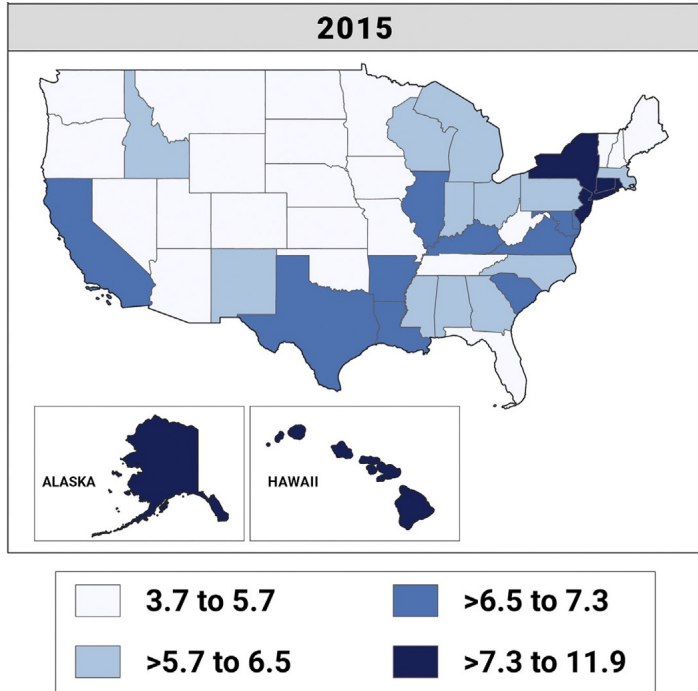 2015
ALASKA
HAWAII
3.7 to 5.7
>6.5 to 7.3
>5.7 to 6.5
>7.3 to 11.9